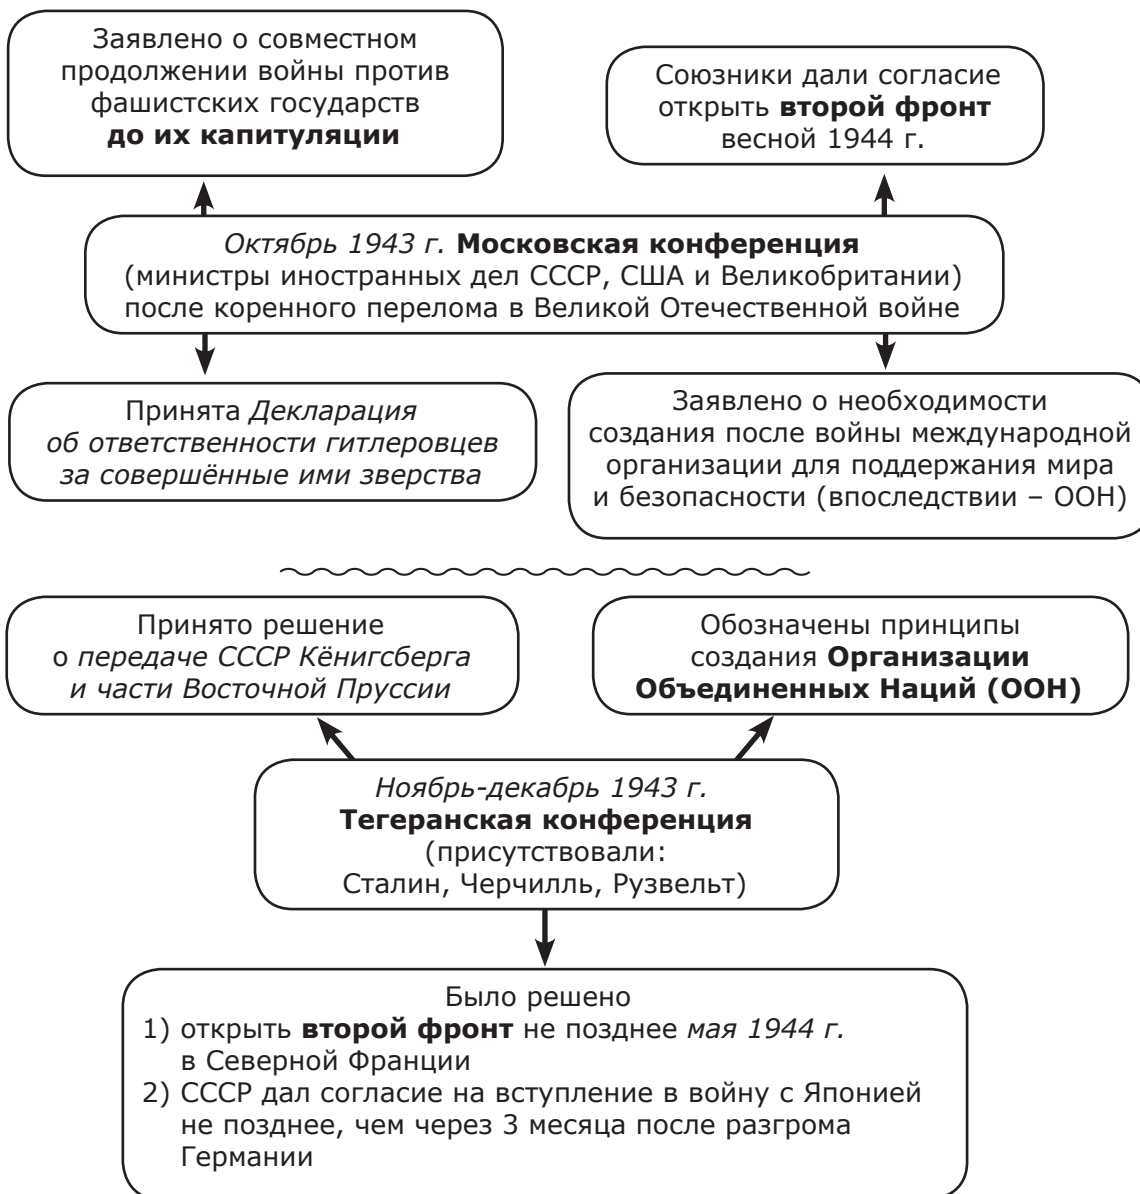 Заявлено о совместном
продолжении войны против
фашистских государств
до их капитуляции
Союзники дали согласие
открыть второй фронт
весной 1944 г.
Октябрь 1943 г. Московская конференция
(министры иностранных дел СССР, США и Великобритании)
после коренного перелома в Великой Отечественной войне
Принята Декларация
об ответственности гитлеровцев
за совершённые ими зверства
Заявлено о необходимости
создания после войны международной
организации для поддержания мира
и безопасности (впоследствии – ООН)
Принято решение
о передаче СССР Кёнигсберга
и части Восточной Пруссии
Обозначены принципы
создания Организации
Объединенных Наций (ООН)
Ноябрь-декабрь 1943 г.
Тегеранская конференция
(присутствовали:
Сталин, Черчилль, Рузвельт)
Было решено
1) открыть второй фронт не позднее мая 1944 г.
в Северной Франции
2) СССР дал согласие на вступление в войну с Японией
не позднее, чем через 3 месяца после разгрома
Германии